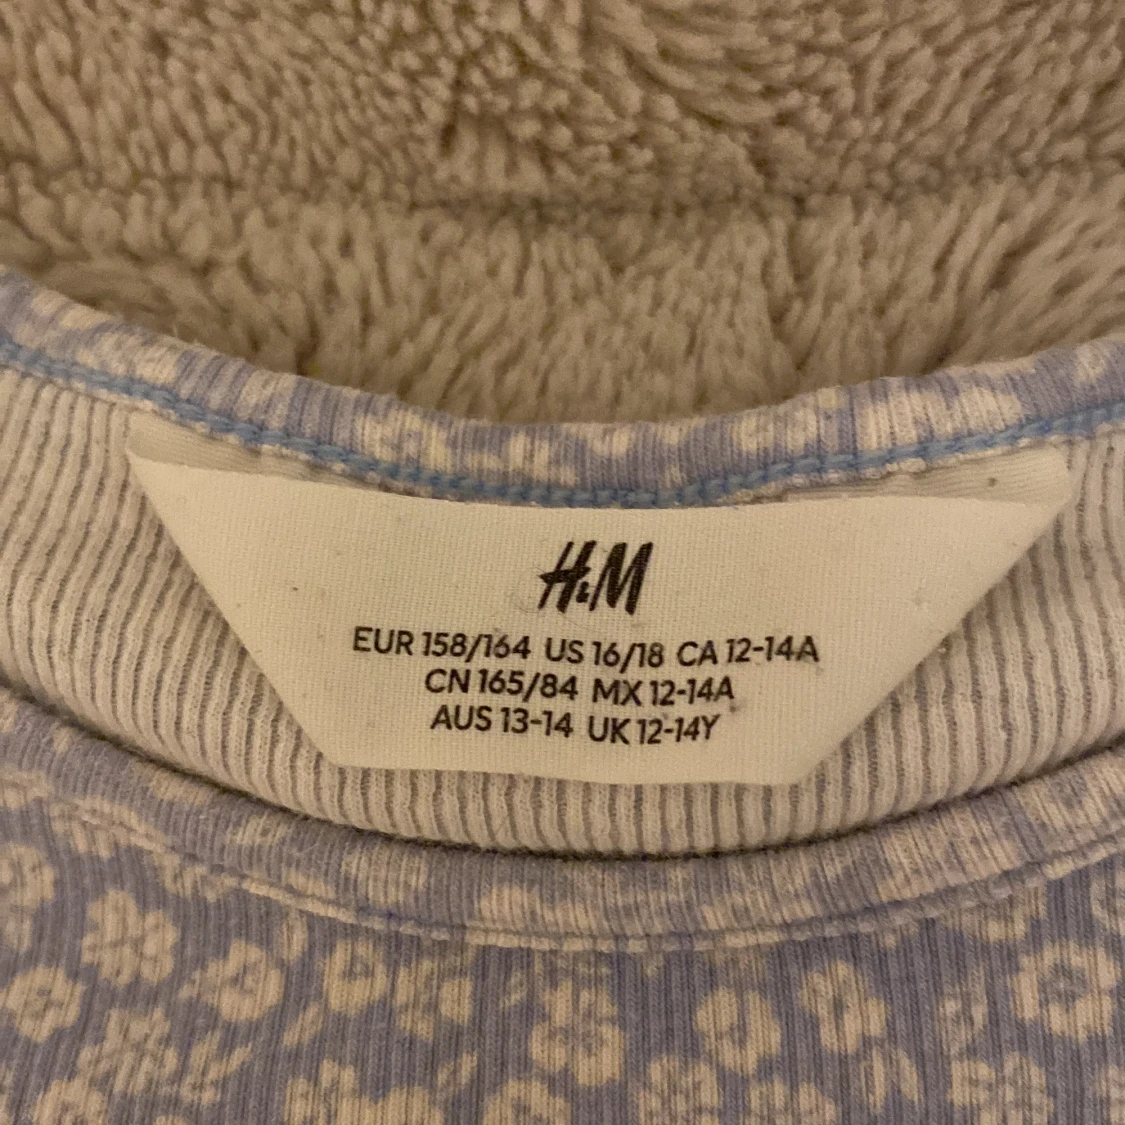 H&M
EUR 158/164 US 16/18 CA 12-14A
CN 165/84 MX 12-14A
AUS 13-14 UK 12-14Y